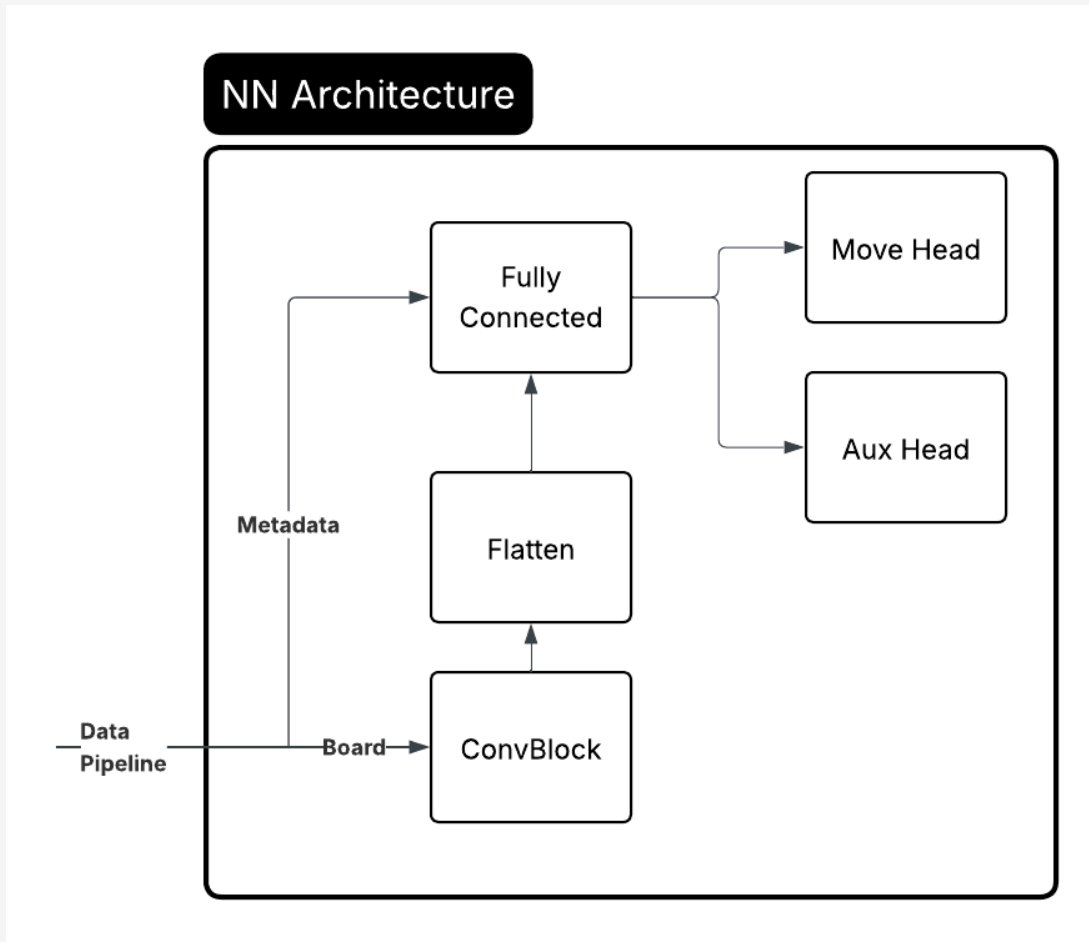 NN Architecture
Move Head
Fully
Connected
Aux Head
Metadata
Flatten
Data
Pipeline
Board
ConvBlock